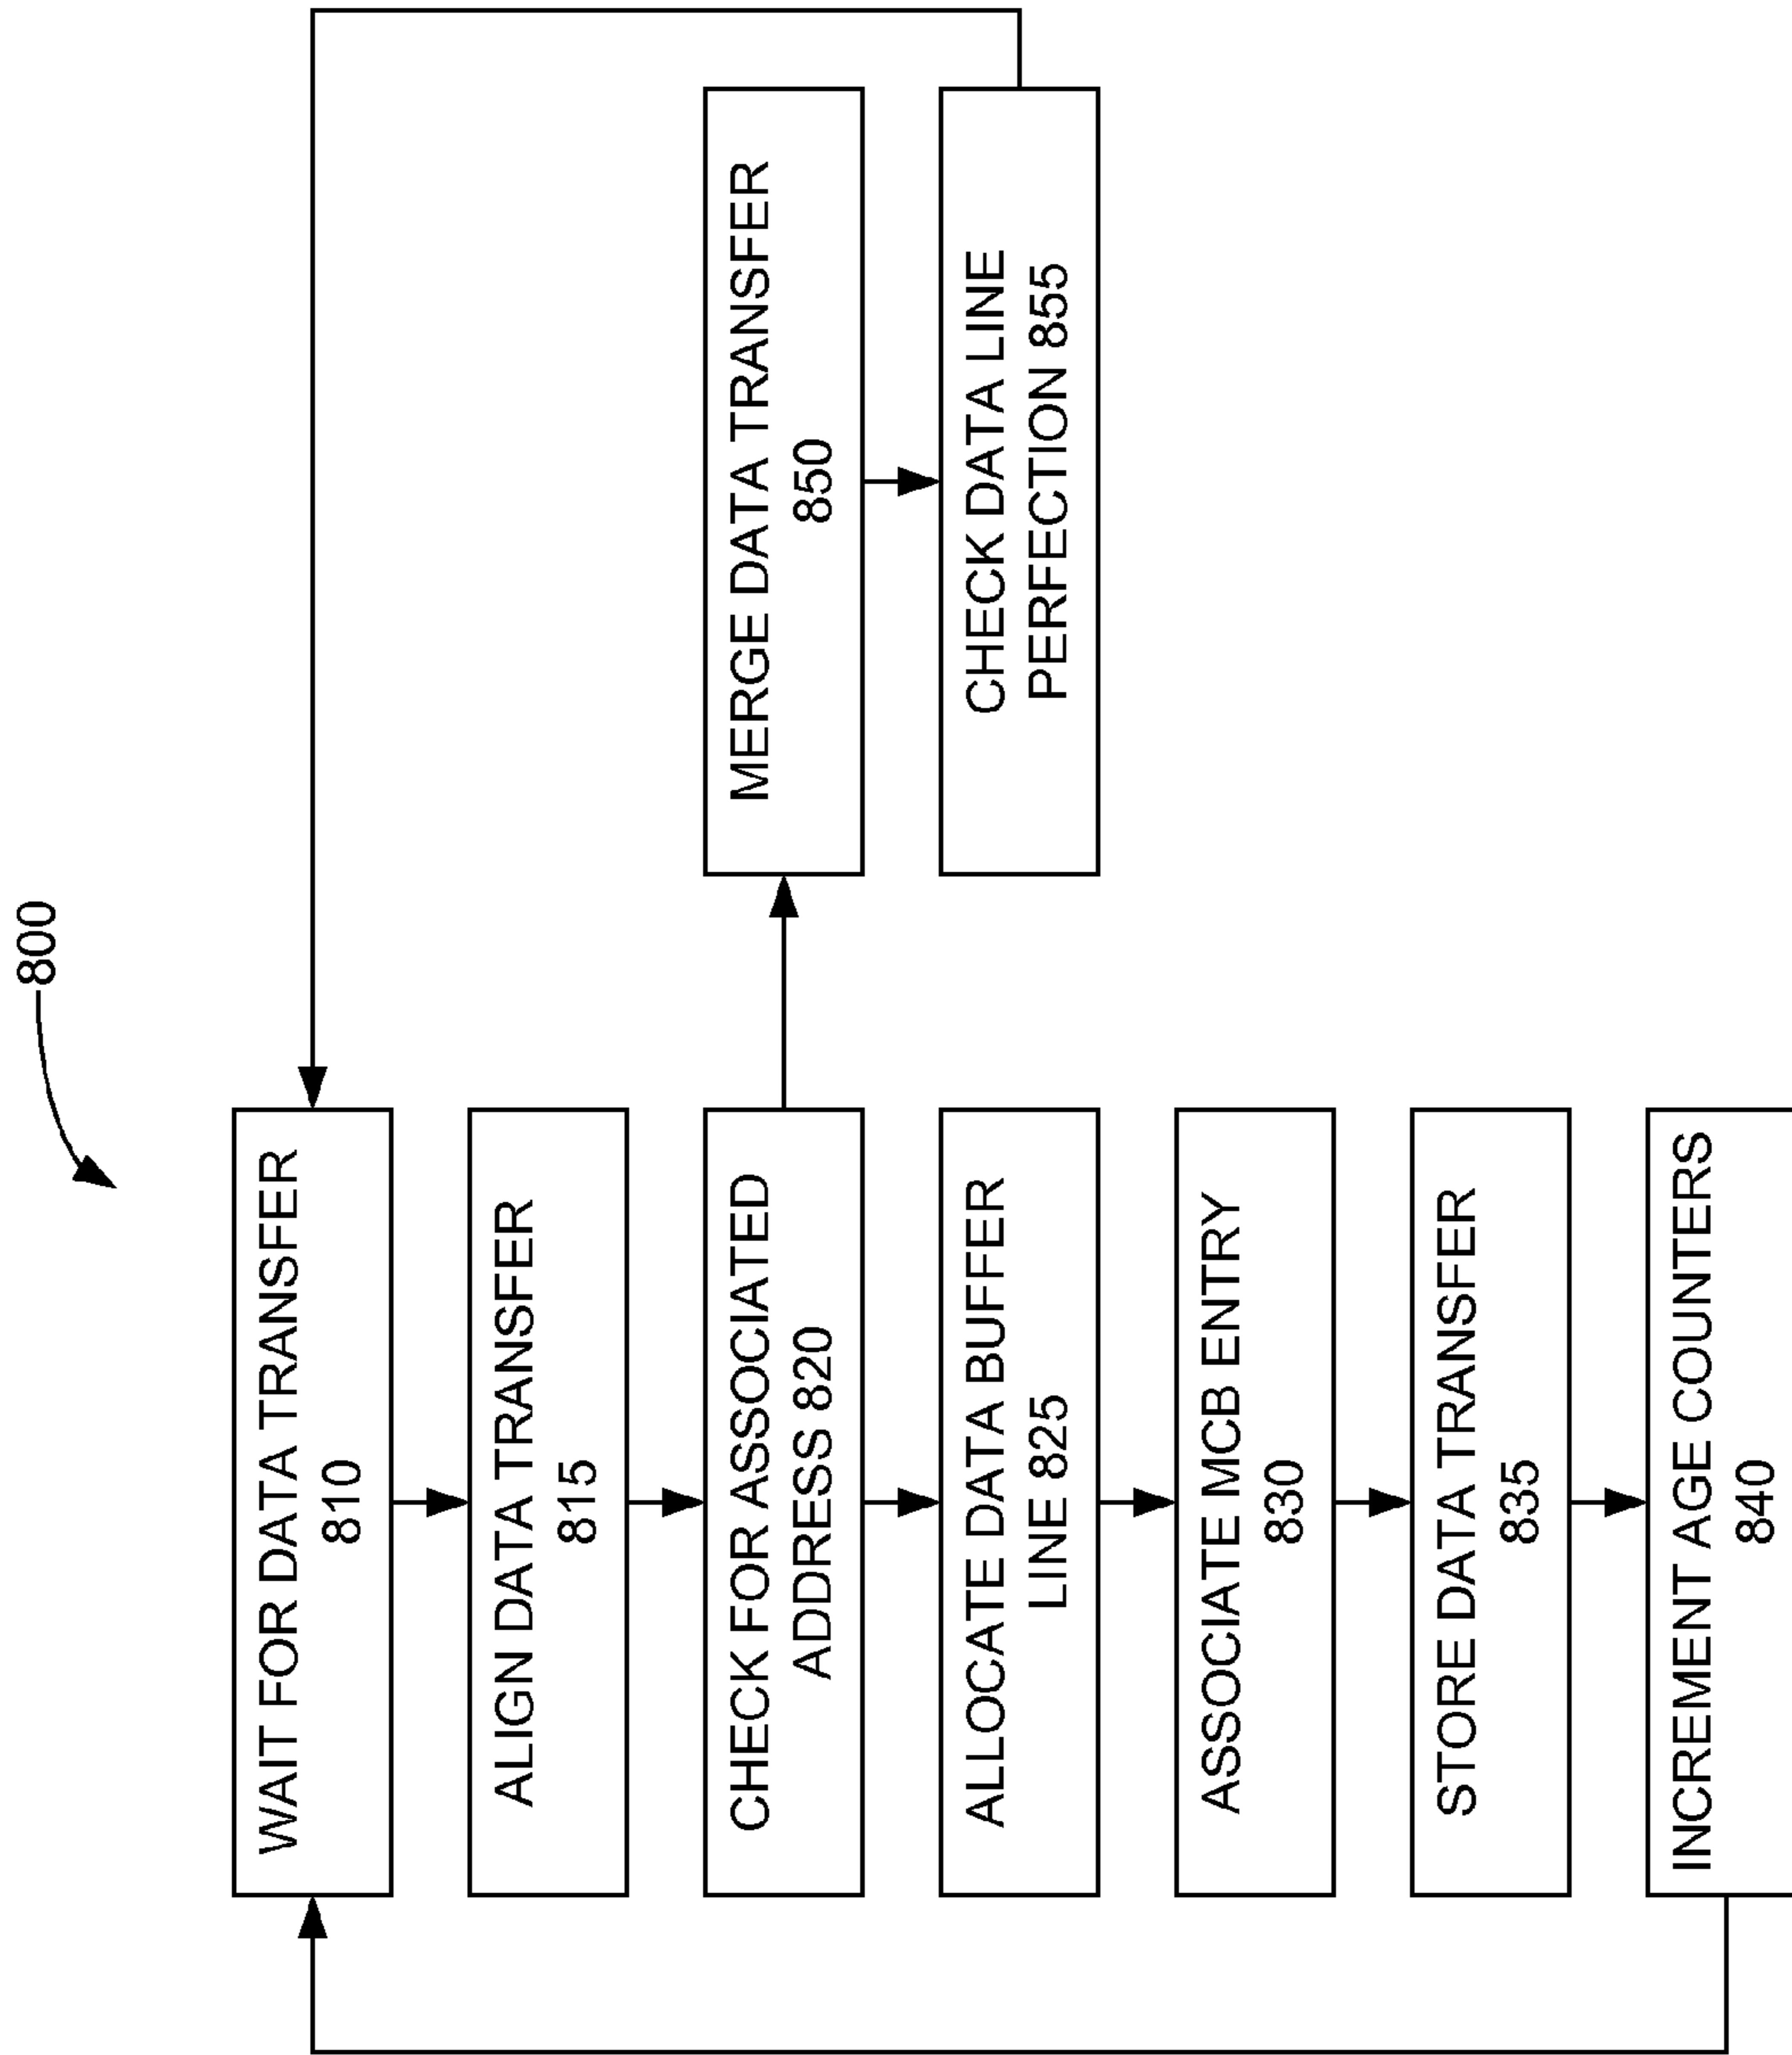 800
WAIT FOR DATA TRANSFER
810
ALIGN DATA TRANSFER
815
CHECK FOR ASSOCIATED
ADDRESS 820
ALLOCATE DATA BUFFER
LINE 825
ASSOCIATE MCB ENTRY
830
STORE DATA TRANSFER
835
INCREMENT AGE COUNTERS
840
MERGE DATA TRANSFER
850
CHECK DATA LINE
PERFECTION 855